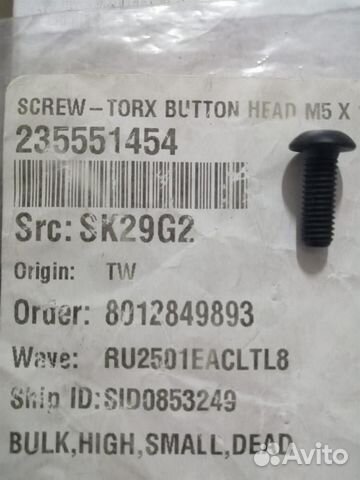 SCREW-TORX BUTTON HEAD M5 X
235551454
Src: SK29G2
Origin: TW
Order: 8012849893
Wave: RU2501EACLTL8
Ship ID:SID0853249
BULK,HIGH,SMALL,DEAD
Avito